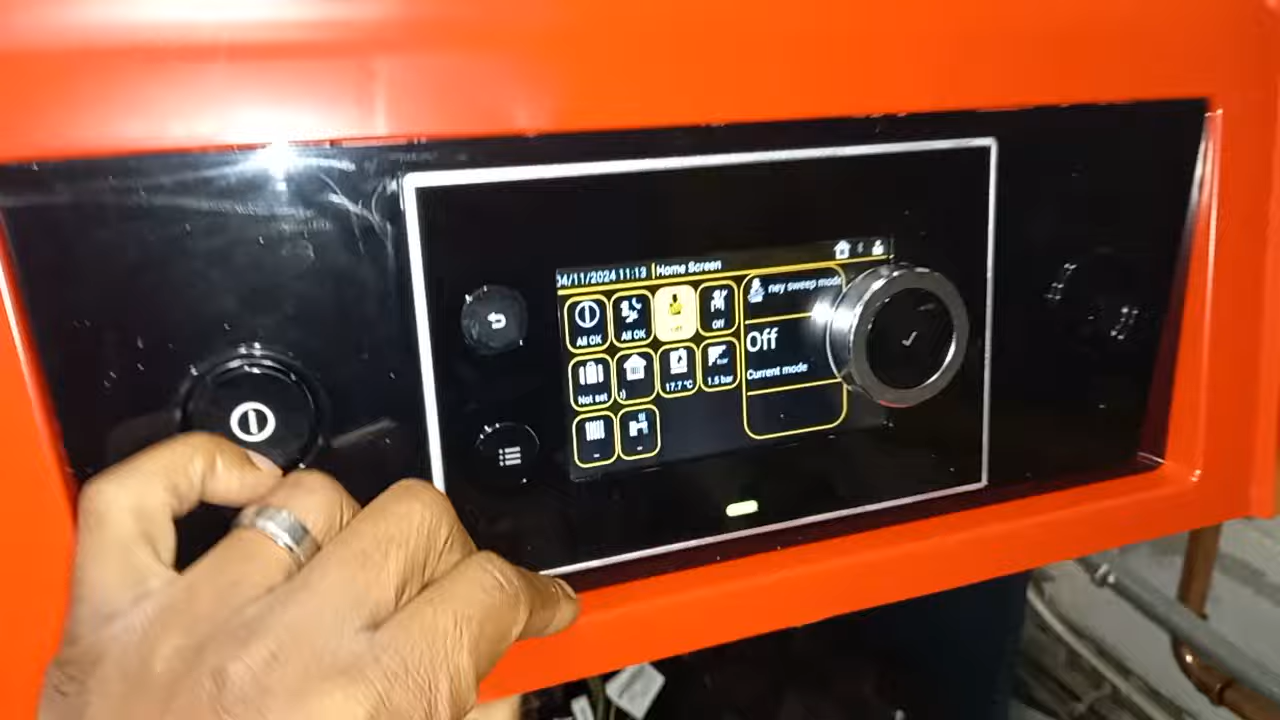 04/11/2024 11:13 Home Screen
All OK
All OK
Off
ney sweep mode
Off
Current mode
Not set
17.7 °C
1.5 bar